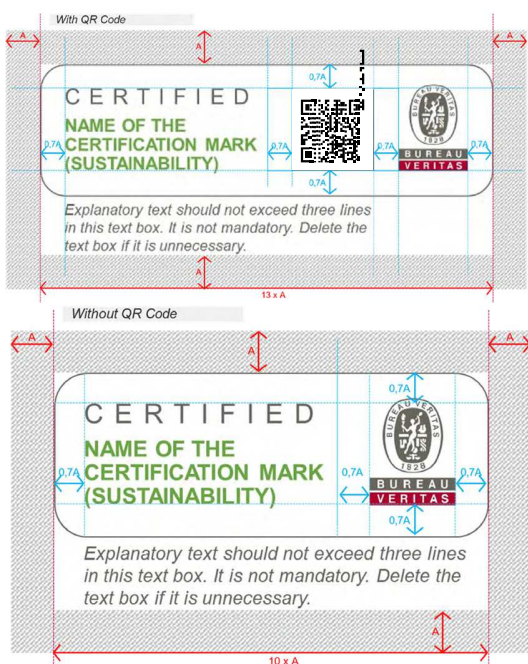 With QR Code
A
A
A
0,7A
CERTIFIED
NAME OF THE
CERTIFICATION MARK
(SUSTAINABILITY)
0,7A
0,7A
0,7A
0,7A
BUREAU VERITAS
1828
BUREAU
VERITAS
0,7A
Explanatory text should not exceed three lines
in this text box. It is not mandatory. Delete the
text box if it is unnecessary.
A
13 x A
Without QR Code
A
A
A
0,7A
CERTIFIED
NAME OF THE
CERTIFICATION MARK
(SUSTAINABILITY)
0,7A
0,7A
0,7A
BUREAU VERITAS
1828
BUREAU
VERITAS
0,7A
Explanatory text should not exceed three lines
in this text box. It is not mandatory. Delete the
text box if it is unnecessary.
A
10 x A